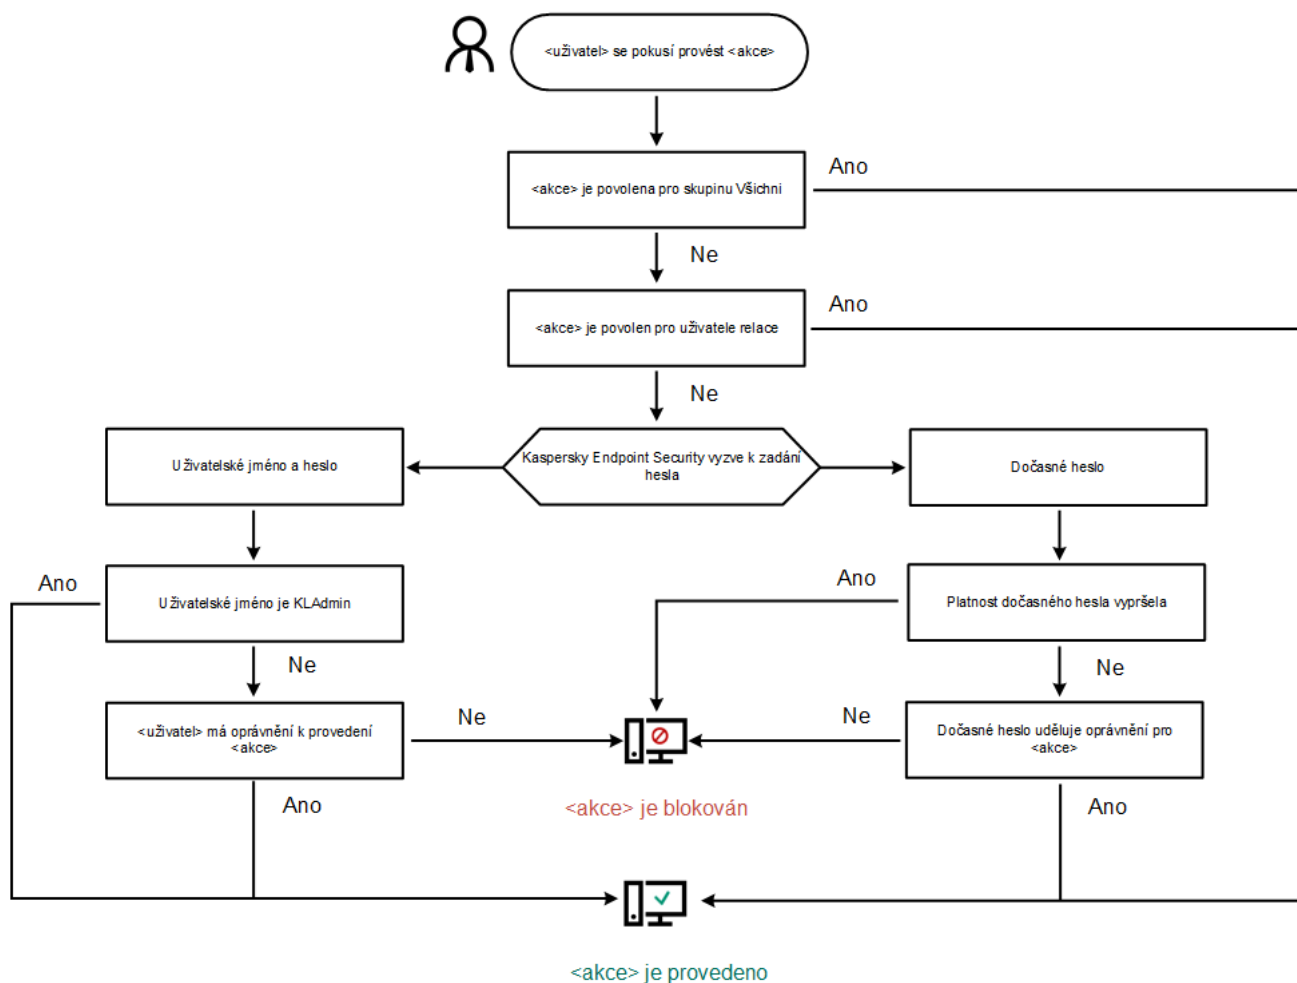 <uživatel> se pokusí provést <akce>
Ano
<akce> je povolena pro skupinu Všichni
Ne
Ano
<akce> je povolen pro uživatele relace
Ne
Uživatelské jméno a heslo
Kaspersky Endpoint Security vyzve k zadání
hesla
Dočasné heslo
Ano
Uživatelské jméno je KLAdmin
Ano
Platnost dočasného hesla vypršela
Ne
Ne
<uživatel> má oprávnění k provedení
<akce>
Ne
Ne
Dočasné heslo uděluje oprávnění pro
<akce>
Ano
<akce> je blokován
Ano
<akce> je provedeno